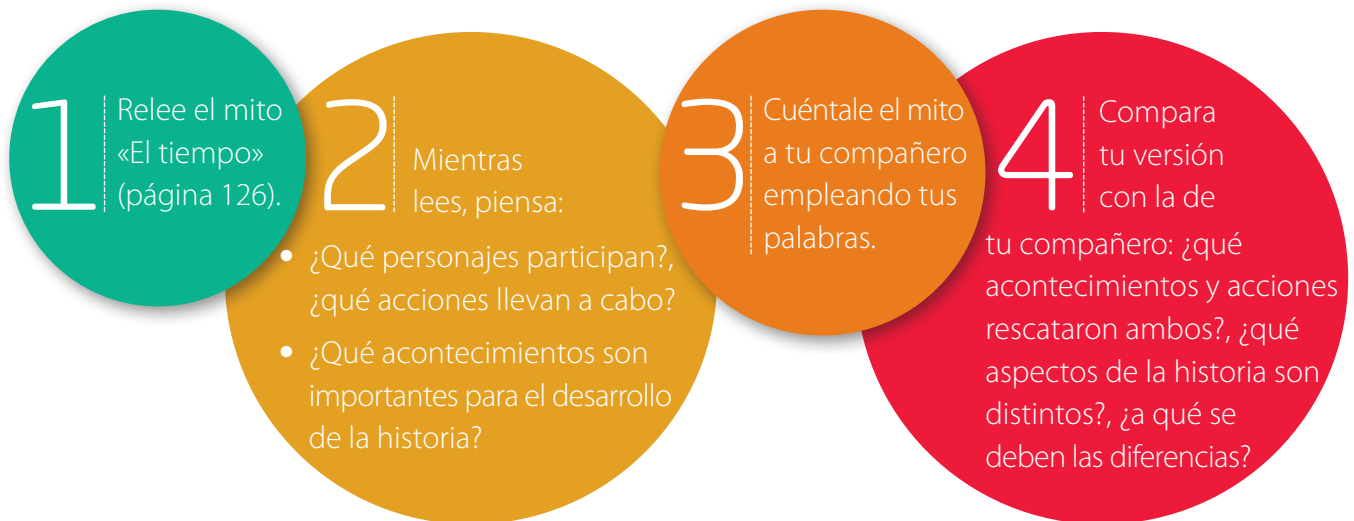 1
Relee el mito
«El tiempo»
(página 126).
2
Mientras
lees, piensa:
• ¿Qué personajes participan?,
¿qué acciones llevan a cabo?
• ¿Qué acontecimientos son
importantes para el desarrollo
de la historia?
3
Cuéntale el mito
a tu compañero
empleando tus
palabras.
4
Compara
tu versión
con la de
tu compañero: ¿qué
acontecimientos y acciones
rescataron ambos?, ¿qué
aspectos de la historia son
distintos?, ¿a qué se
deben las diferencias?